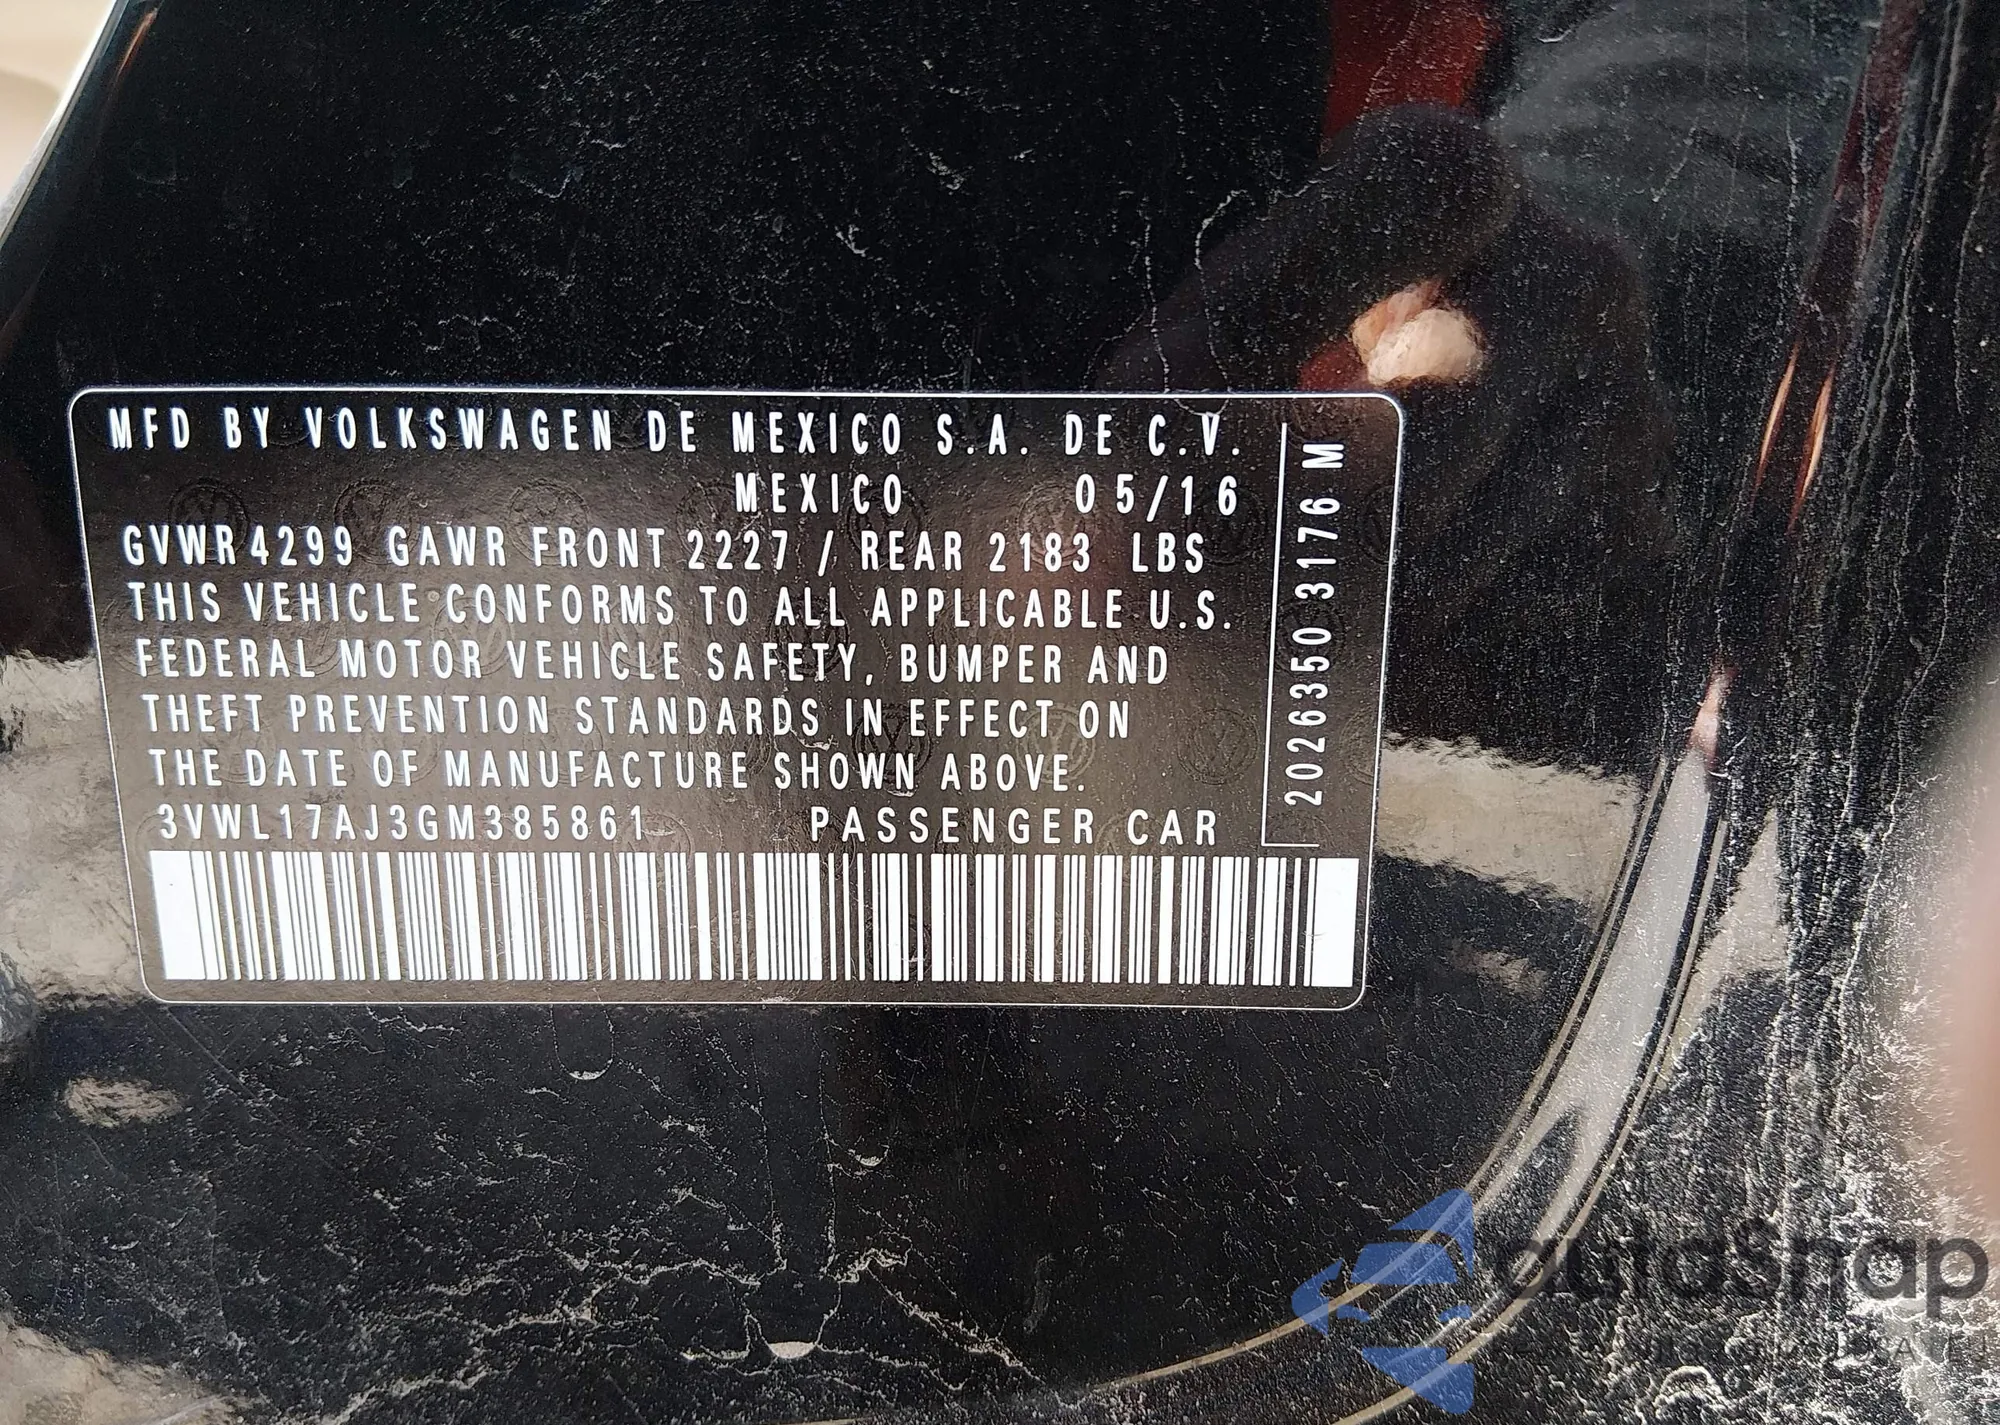 MFD BY VOLKSWAGEN DE MEXICO S.A. DE C.V.
MEXICO 05/16
GVWR 4299 GAWR FRONT 2227 / REAR 2183 LBS
THIS VEHICLE CONFORMS TO ALL APPLICABLE U.S.
FEDERAL MOTOR VEHICLE SAFETY, BUMPER AND
THEFT PREVENTION STANDARDS IN EFFECT ON
THE DATE OF MANUFACTURE SHOWN ABOVE.
3VWL17AJ3GM385861 PASSENGER CAR
2026350 3176 M